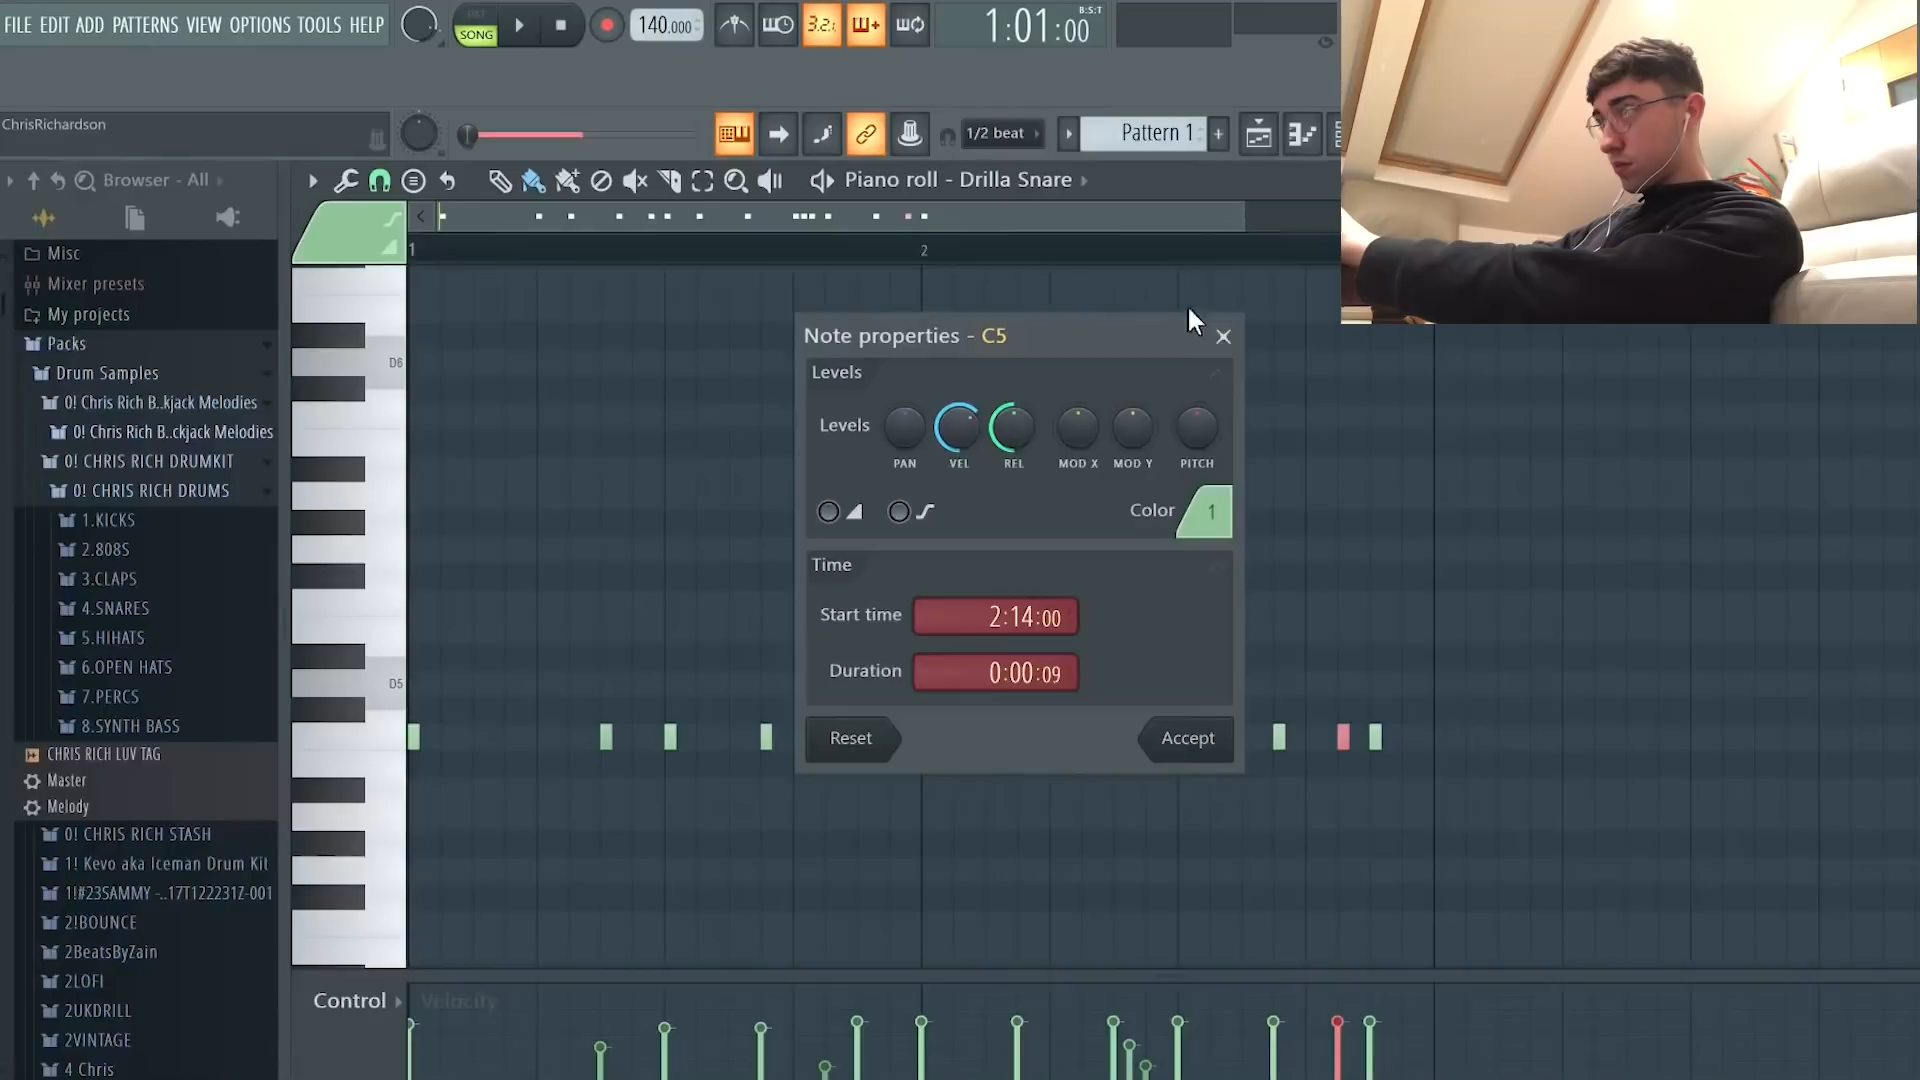 FILE EDIT ADD PATTERNS VIEW OPTIONS TOOLS HELP
PAT
SONG
140.000
3.2.
1:01:00
B:S:T
ChrisRichardson
1/2 beat
Pattern 1
Browser - All
Piano roll - Drilla Snare
1
2
Misc
Mixer presets
My projects
Packs
Drum Samples
0! Chris Rich B..kjack Melodies
0! Chris Rich B..ckjack Melodies
0! CHRIS RICH DRUMKIT
0! CHRIS RICH DRUMS
1.KICKS
2.808S
3.CLAPS
4.SNARES
5.HIHATS
6.OPEN HATS
7.PERCS
8.SYNTH BASS
CHRIS RICH LUV TAG
Master
Melody
0! CHRIS RICH STASH
1! Kevo aka Iceman Drum Kit
1!#23SAMMY -..17T122231Z-001
2!BOUNCE
2BeatsByZain
2LOFI
2UKDRILL
2VINTAGE
4 Chris
D6
D5
Note properties - C5
Levels
Levels
PAN
VEL
REL
MOD X
MOD Y
PITCH
Color
1
Time
Start time
2:14:00
Duration
0:00:09
Reset
Accept
Control
Velocity